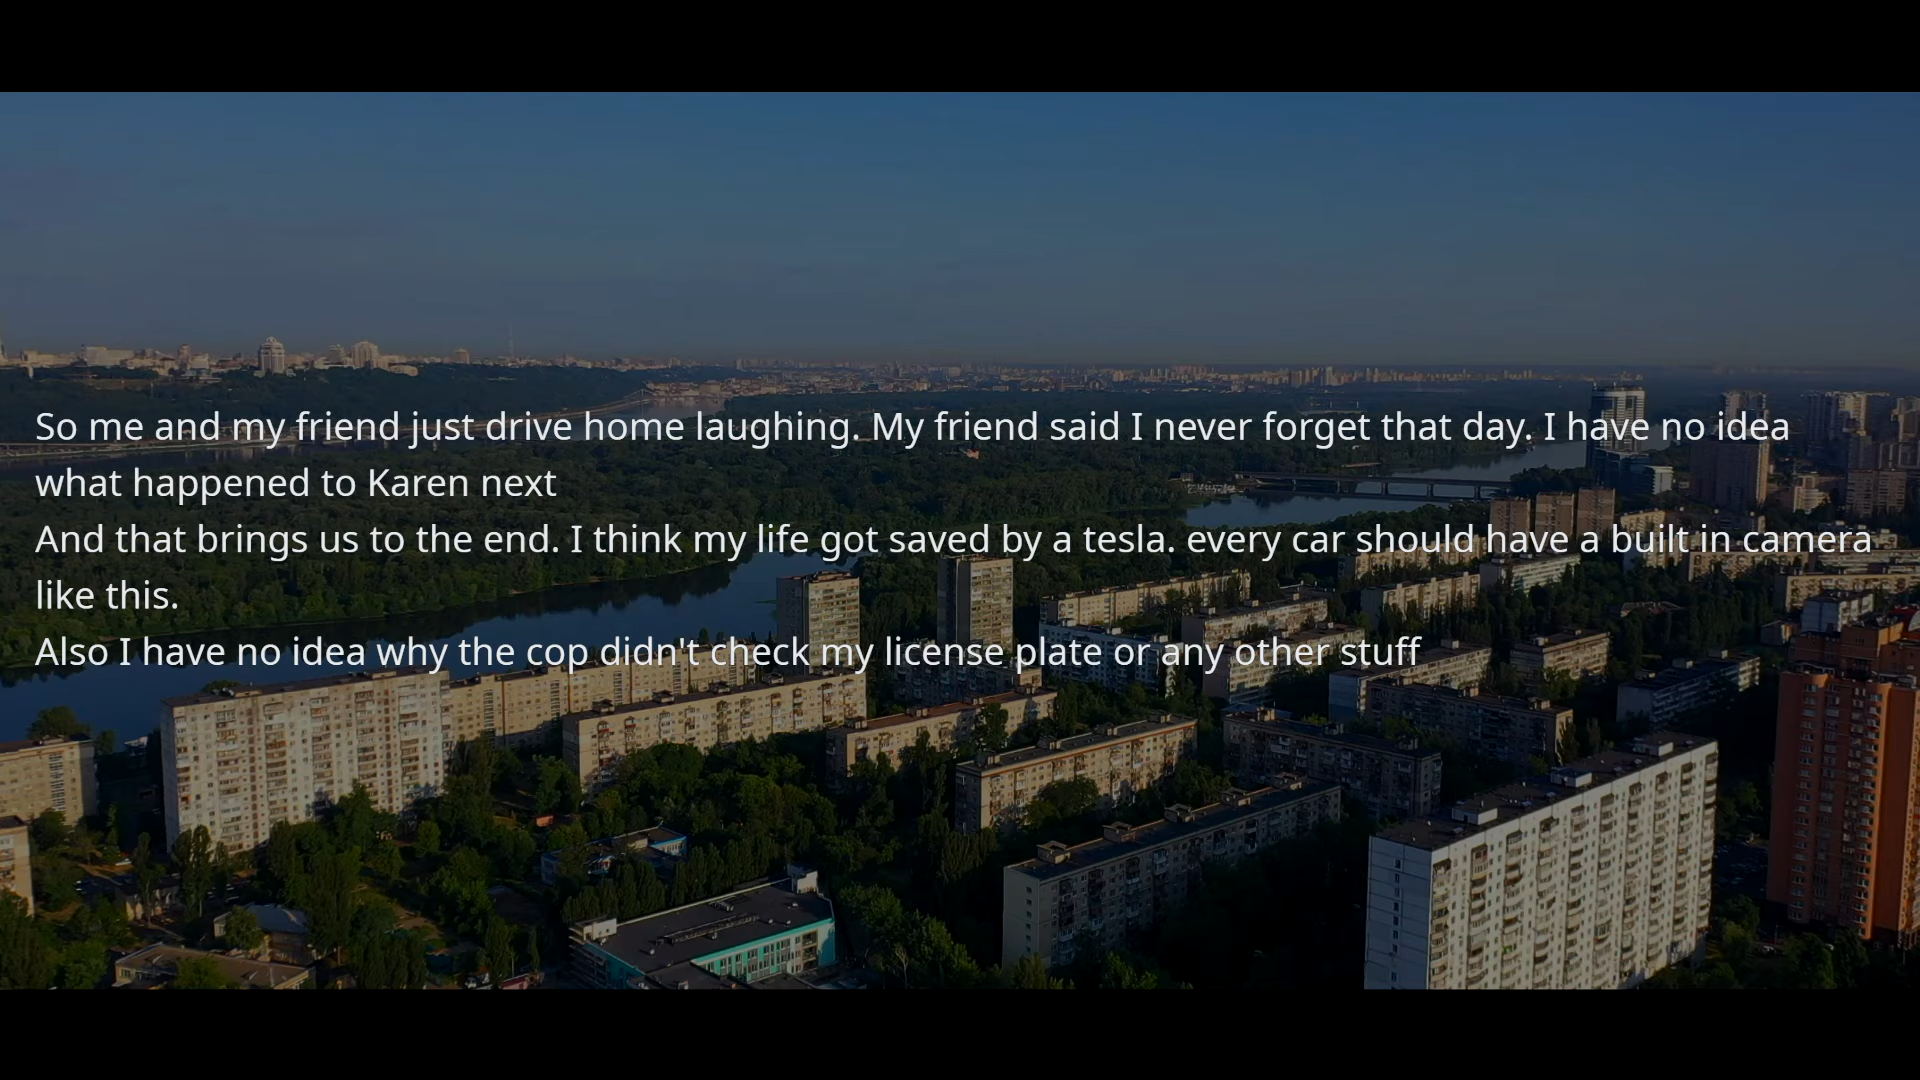 So me and my friend just drive home laughing. My friend said I never forget that day. I have no idea
what happened to Karen next
And that brings us to the end. I think my life got saved by a tesla. every car should have a built in camera
like this.
Also I have no idea why the cop didn't check my license plate or any other stuff